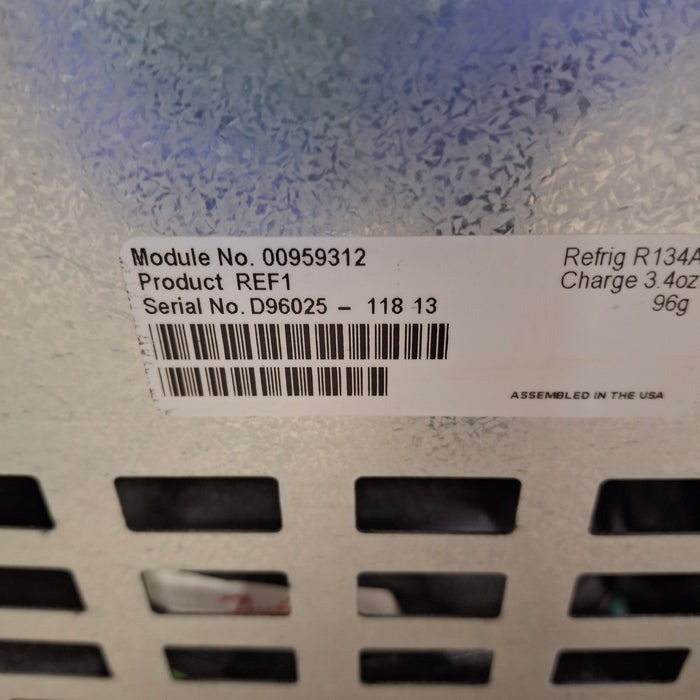 Module No. 00959312
Product REF1
Serial No. D96025 – 118 13
Refrig R134A
Charge 3.4oz
96g
ASSEMBLED IN THE USA